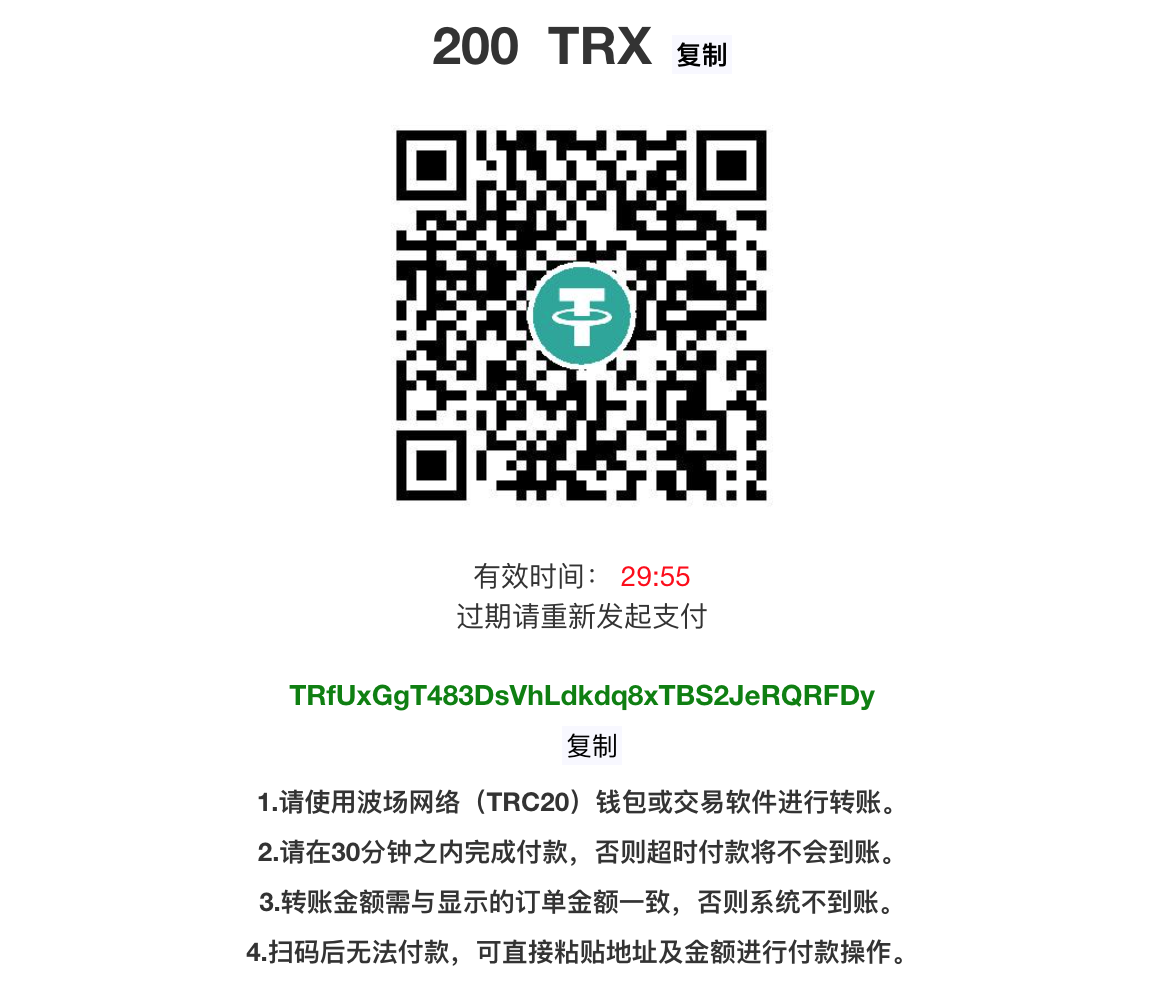 200 TRX 复制
有效时间： 29:55
过期请重新发起支付
TRfUxGgT483DsVhLdkdq8xTBS2JeRQRFDy
复制
1.请使用波场网络（TRC20）钱包或交易软件进行转账。
2.请在30分钟之内完成付款，否则超时付款将不会到账。
3.转账金额需与显示的订单金额一致，否则系统不到账。
4.扫码后无法付款，可直接粘贴地址及金额进行付款操作。